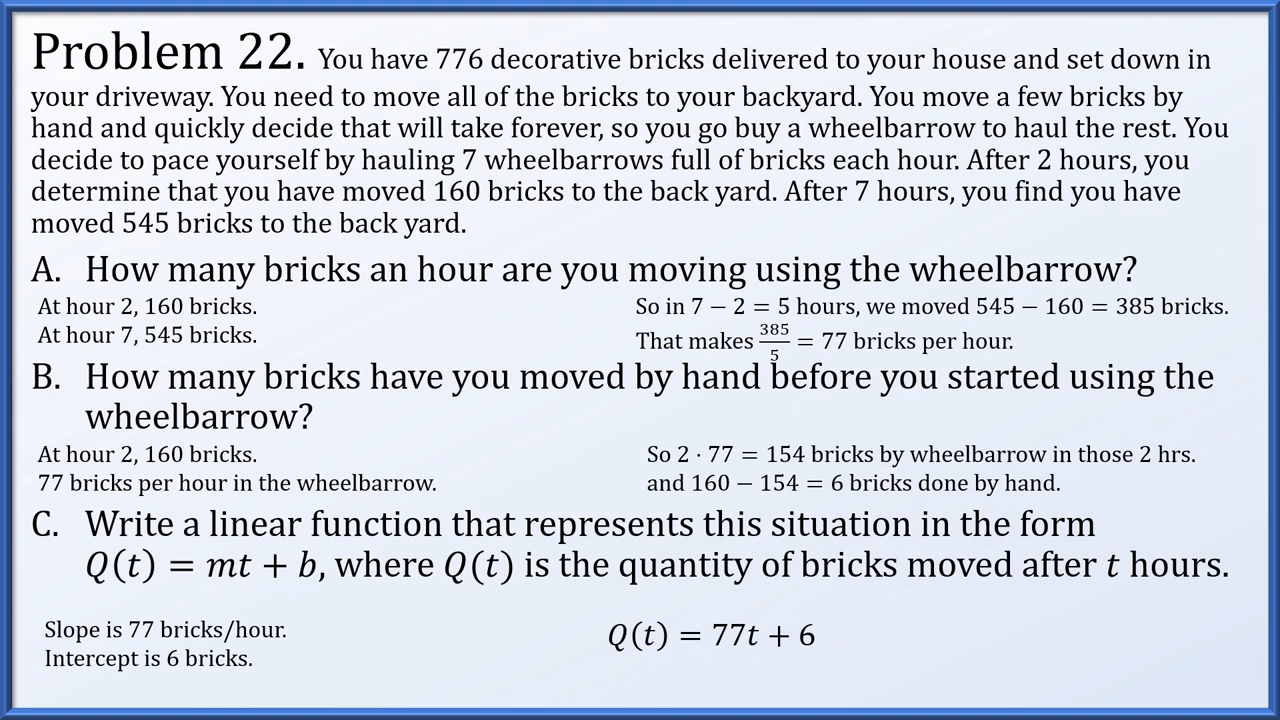 Problem 22. You have 776 decorative bricks delivered to your house and set down in
your driveway. You need to move all of the bricks to your backyard. You move a few bricks by
hand and quickly decide that will take forever, so you go buy a wheelbarrow to haul the rest. You
decide to pace yourself by hauling 7 wheelbarrows full of bricks each hour. After 2 hours, you
determine that you have moved 160 bricks to the back yard. After 7 hours, you find you have
moved 545 bricks to the back yard.
A. How many bricks an hour are you moving using the wheelbarrow?
At hour 2, 160 bricks.
At hour 7, 545 bricks.
So in 7 − 2 = 5 hours, we moved 545 − 160 = 385 bricks.
That makes 385/5 = 77 bricks per hour.
B. How many bricks have you moved by hand before you started using the
wheelbarrow?
At hour 2, 160 bricks.
77 bricks per hour in the wheelbarrow.
So 2 · 77 = 154 bricks by wheelbarrow in those 2 hrs.
and 160 − 154 = 6 bricks done by hand.
C. Write a linear function that represents this situation in the form
Q(t) = mt + b, where Q(t) is the quantity of bricks moved after t hours.
Slope is 77 bricks/hour.
Intercept is 6 bricks.
Q(t) = 77t + 6